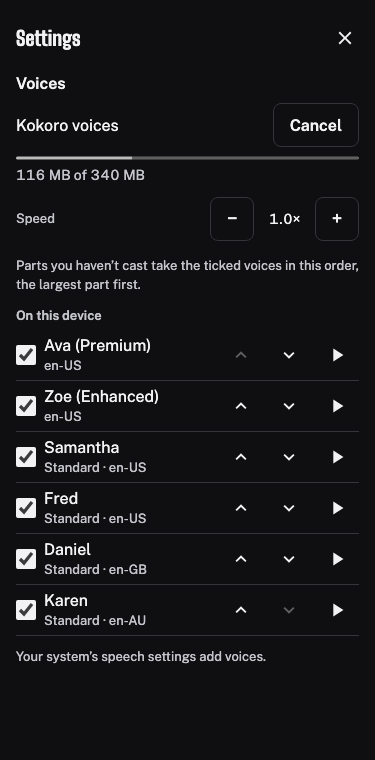 Settings
Voices
Kokoro voices
Cancel
116 MB of 340 MB
Speed
1.0×
Parts you haven’t cast take the ticked voices in this order,
the largest part first.
On this device
Ava (Premium)
en-US
Zoe (Enhanced)
en-US
Samantha
Standard · en-US
Fred
Standard · en-US
Daniel
Standard · en-GB
Karen
Standard · en-AU
Your system’s speech settings add voices.